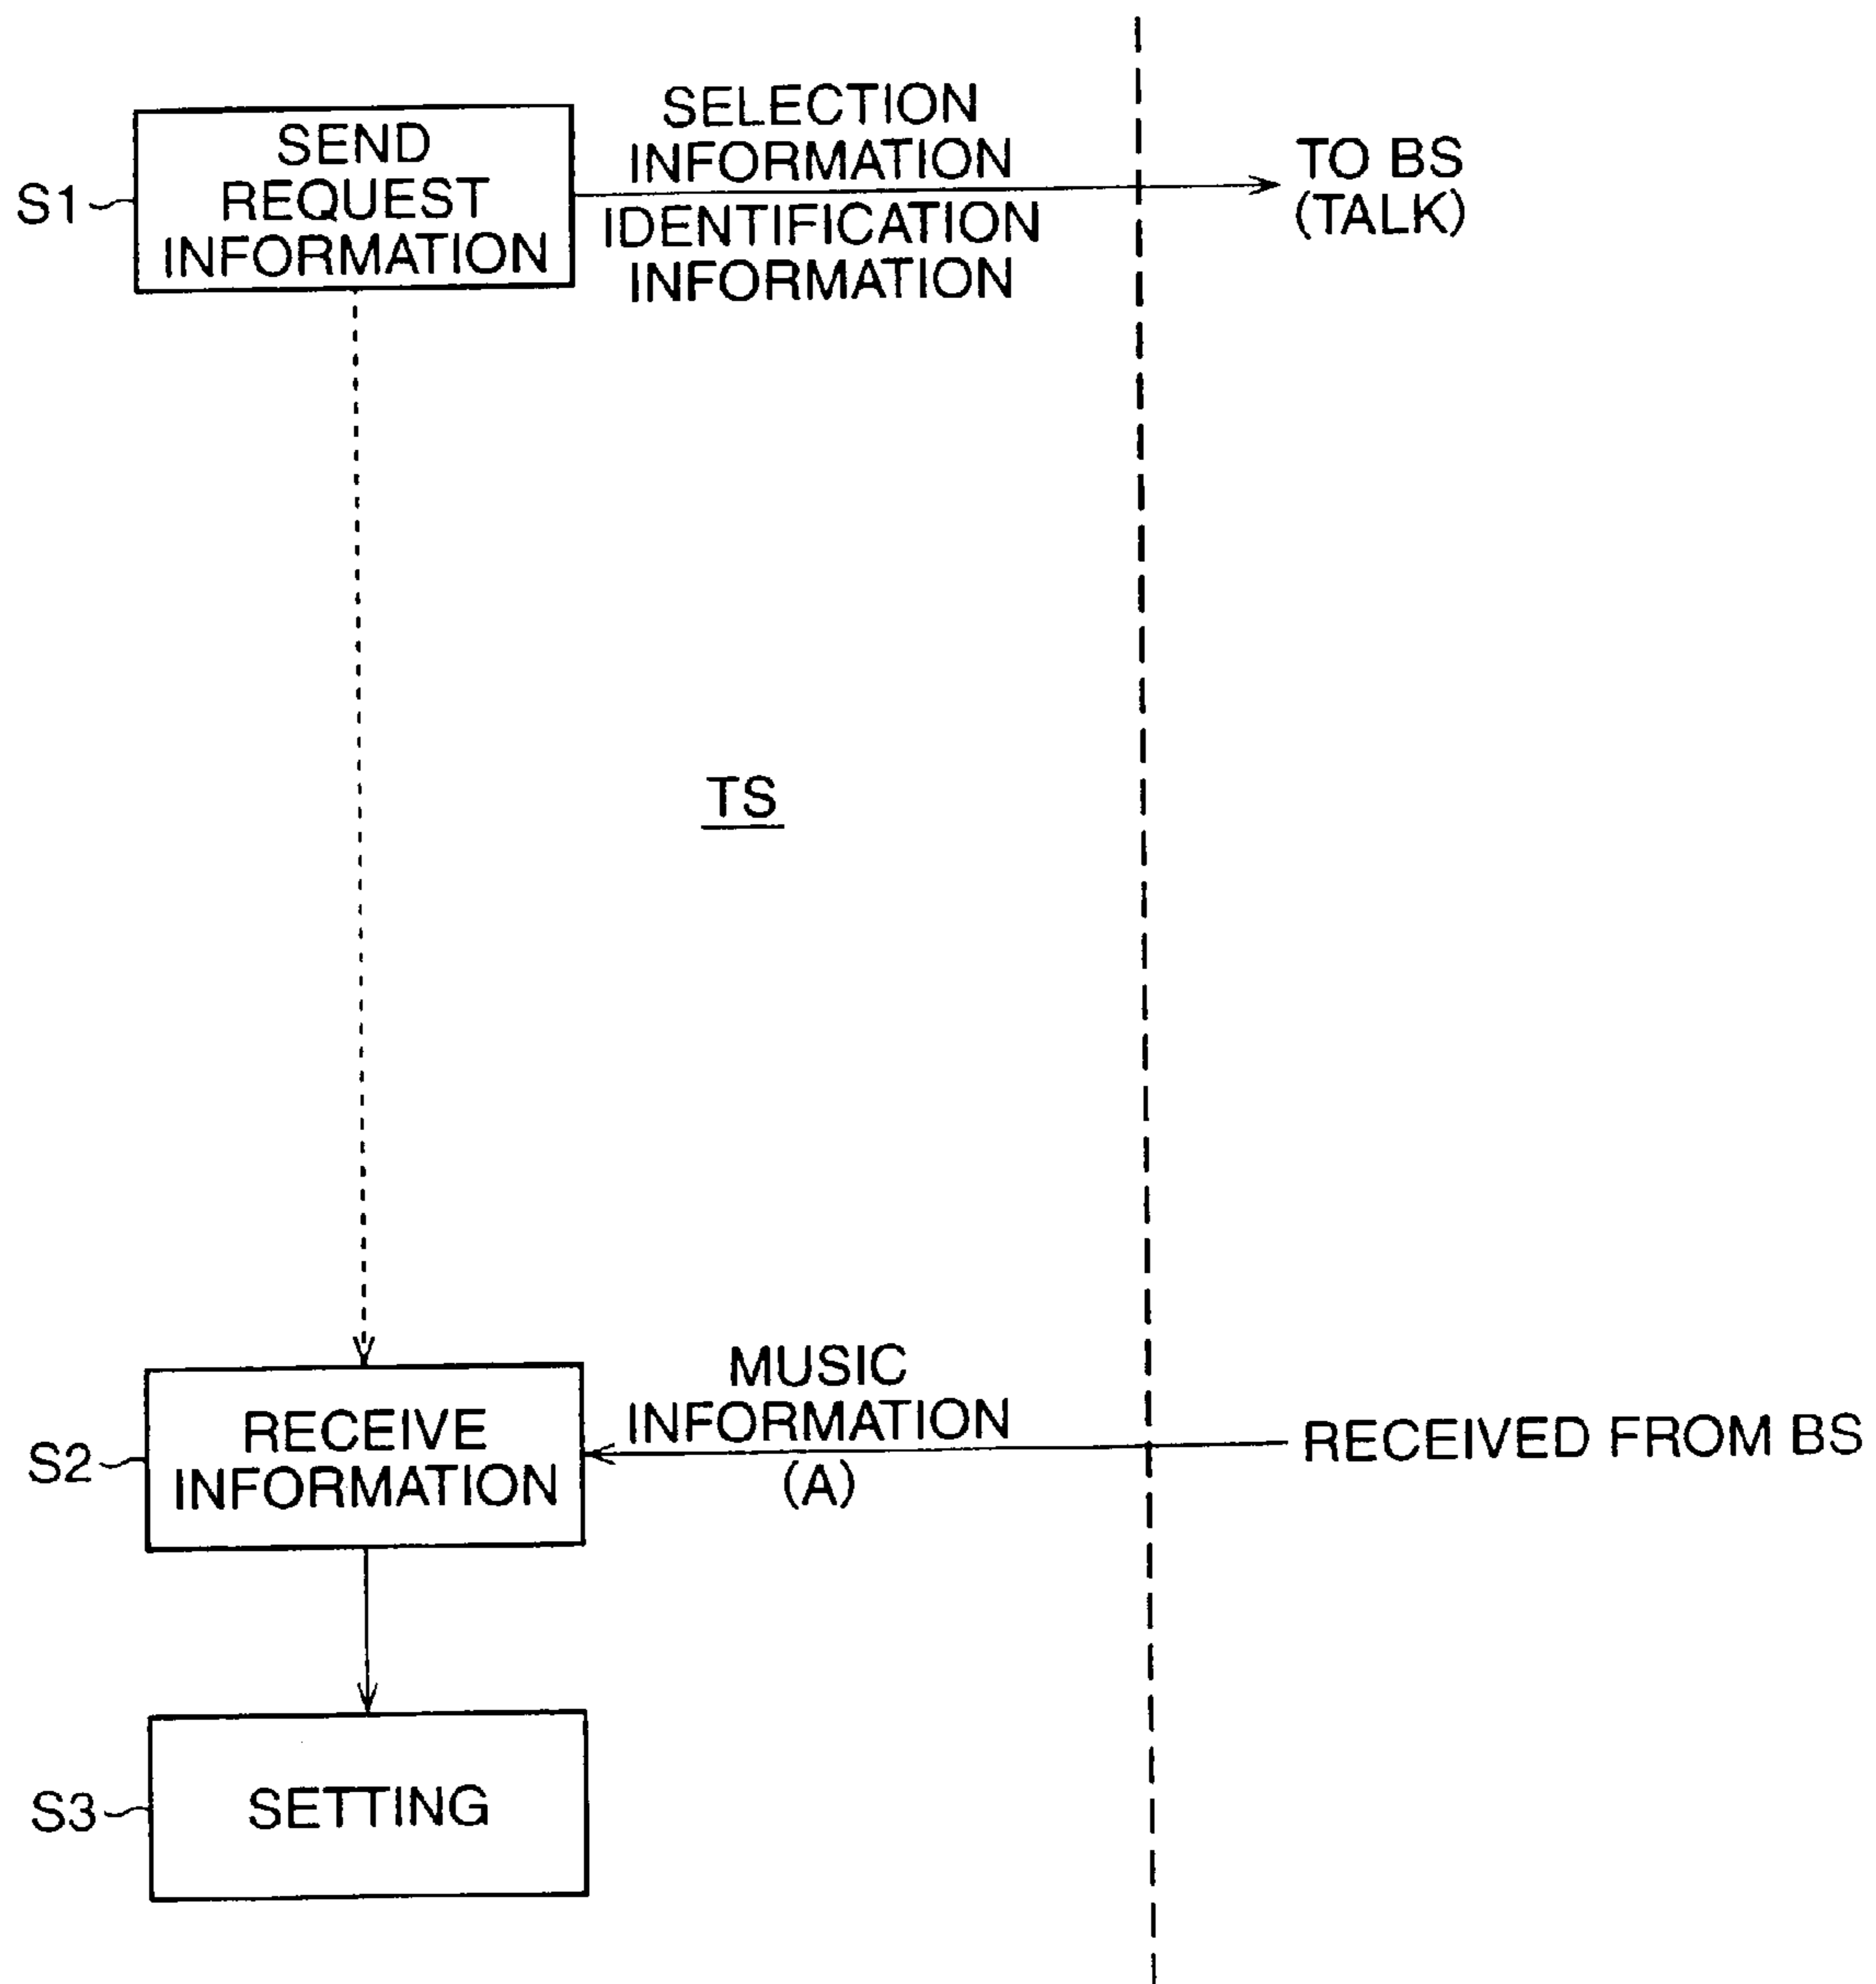 S1
SEND
REQUEST
INFORMATION
SELECTION
INFORMATION
IDENTIFICATION
INFORMATION
TO BS
(TALK)
TS
S2
RECEIVE
INFORMATION
MUSIC
INFORMATION
(A)
RECEIVED FROM BS
S3
SETTING